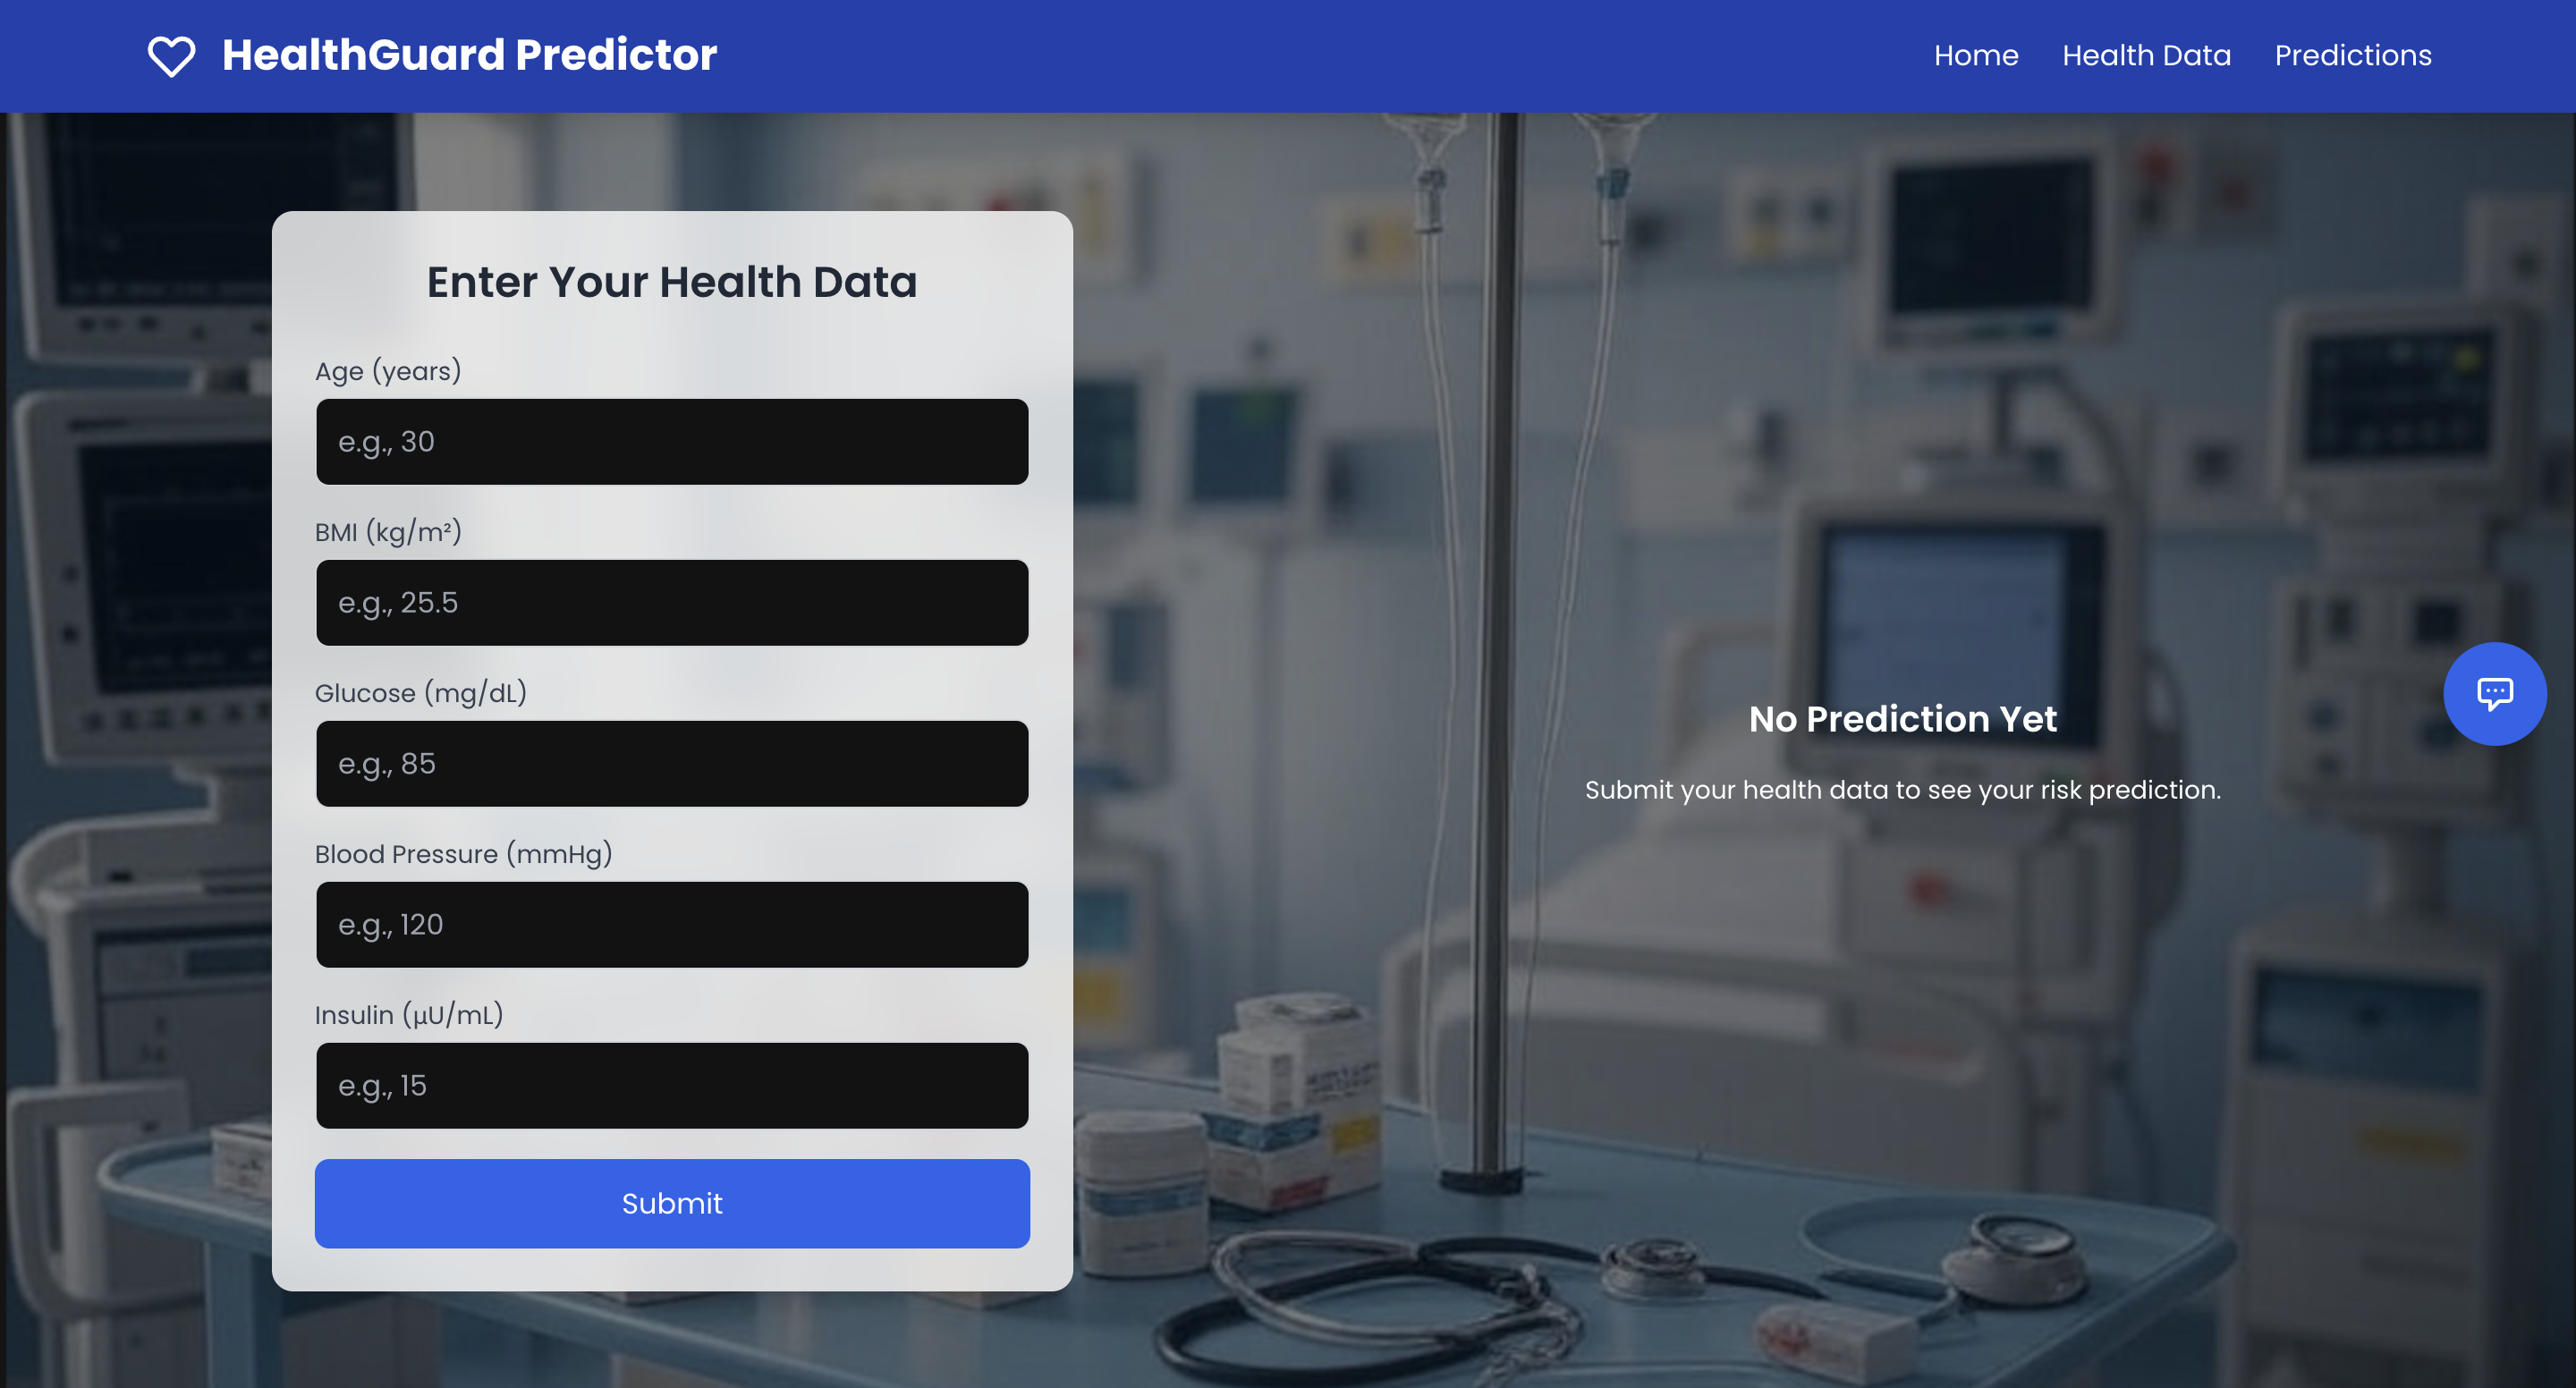 HealthGuard Predictor
Home
Health Data
Predictions
Enter Your Health Data
Age (years)
e.g., 30
BMI (kg/m²)
e.g., 25.5
Glucose (mg/dL)
e.g., 85
Blood Pressure (mmHg)
e.g., 120
Insulin (μU/mL)
e.g., 15
Submit
No Prediction Yet
Submit your health data to see your risk prediction.